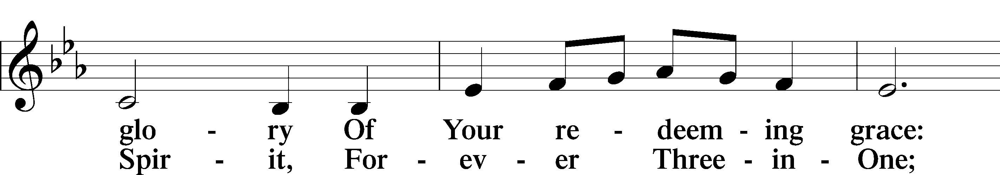 glo - ry Of Your re - deem - ing grace:
Spir - it, For - ev - er Three - in - One;